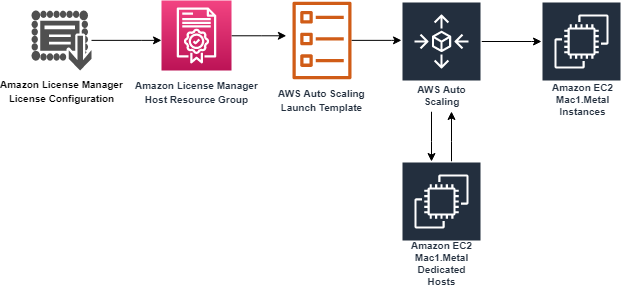 Amazon License Manager
License Configuration
Amazon License Manager
Host Resource Group
AWS Auto Scaling
Launch Template
AWS Auto
Scaling
Amazon EC2
Mac1.Metal
Instances
Amazon EC2
Mac1.Metal
Dedicated
Hosts